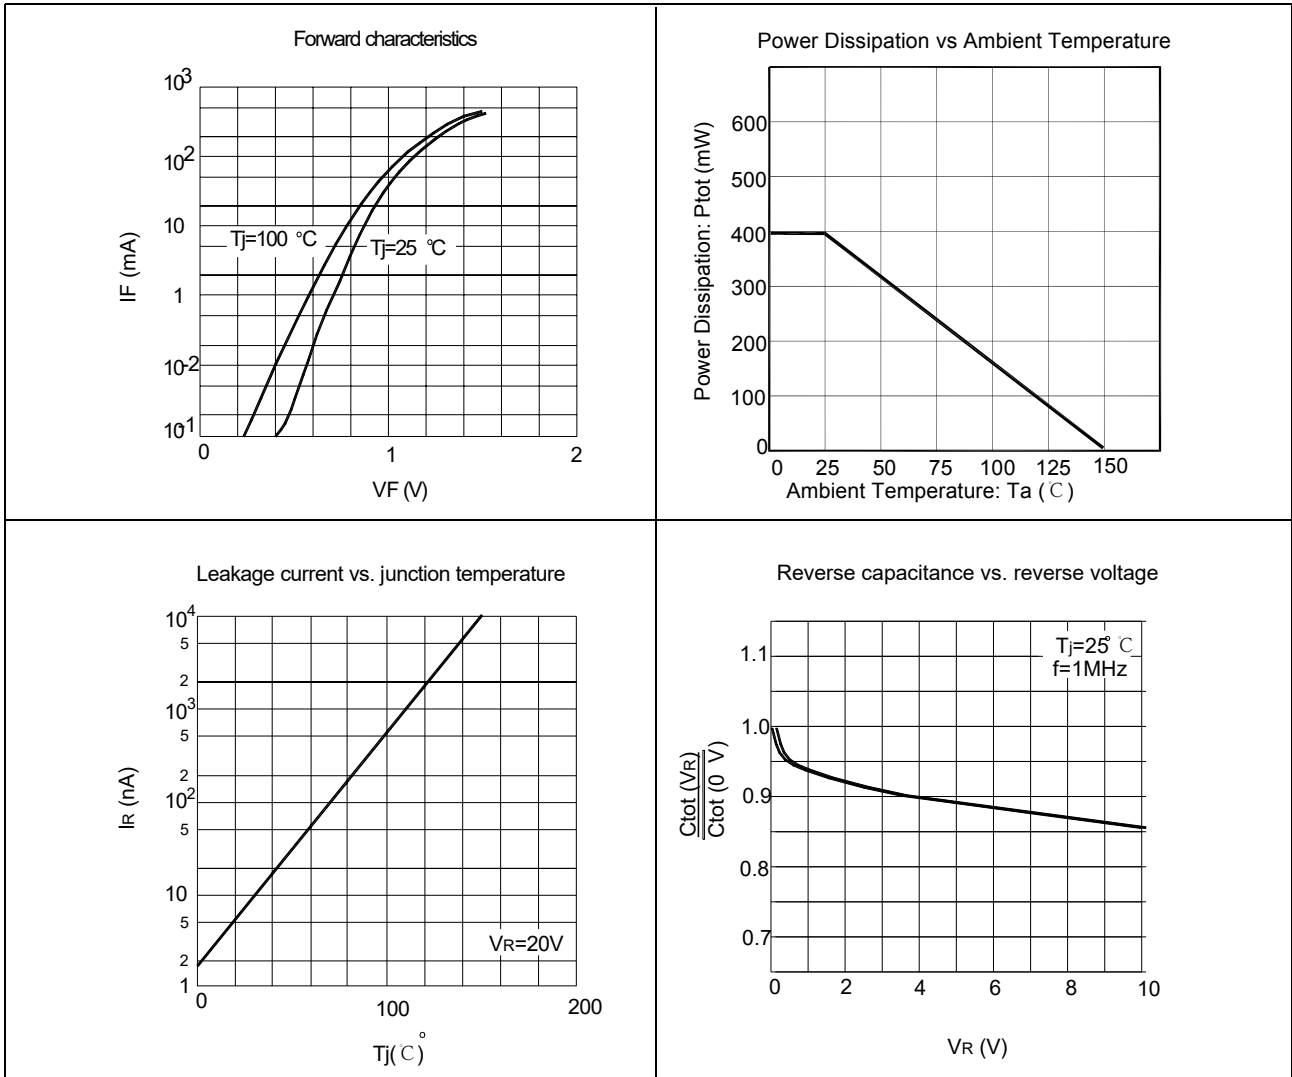 Forward characteristics
10³
10²
10
1
10-2
10-1
IF (mA)
Tj=100 °C
Tj=25 °C
0
1
2
VF (V)
Power Dissipation vs Ambient Temperature
Power Dissipation: Ptot (mW)
600
500
400
300
200
100
0
0 25 50 75 100 125 150
Ambient Temperature: Ta (℃)
Leakage current vs. junction temperature
10⁴
5
2
10³
5
2
10²
5
10
5
2
1
IR (nA)
VR=20V
0
100
200
Tj(℃)°
Reverse capacitance vs. reverse voltage
Tj=25° ℃
f=1MHz
1.1
1.0
0.9
0.8
0.7
Ctot (VR)
Ctot (0 V)
0 2 4 6 8 10
VR (V)